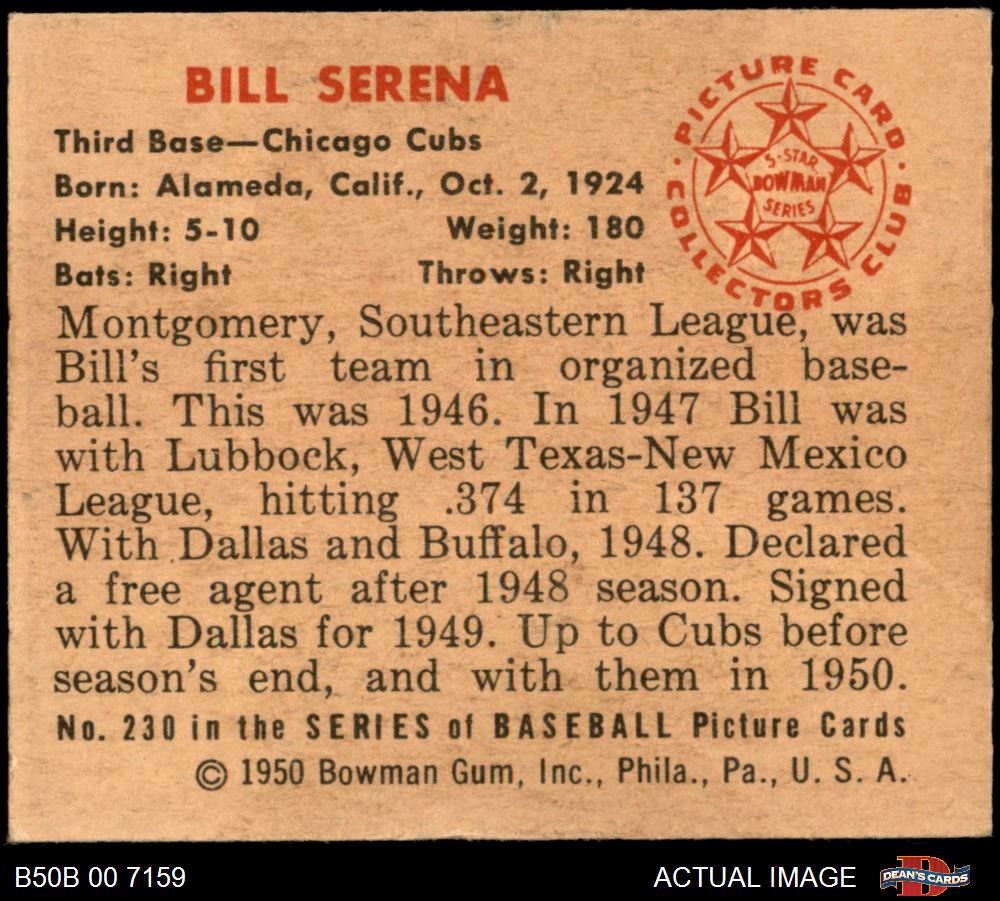 BILL SERENA
Third Base—Chicago Cubs
Born: Alameda, Calif., Oct. 2, 1924
Height: 5-10 Weight: 180
Bats: Right Throws: Right
PICTURE CARD · COLLECTORS CLUB ·
5-STAR
BOWMAN
SERIES
Montgomery, Southeastern League, was
Bill's first team in organized base-
ball. This was 1946. In 1947 Bill was
with Lubbock, West Texas-New Mexico
League, hitting .374 in 137 games.
With Dallas and Buffalo, 1948. Declared
a free agent after 1948 season. Signed
with Dallas for 1949. Up to Cubs before
season's end, and with them in 1950.
No. 230 in the SERIES of BASEBALL Picture Cards
© 1950 Bowman Gum, Inc., Phila., Pa., U. S. A.
B50B 00 7159 ACTUAL IMAGE DEAN'S CARDS